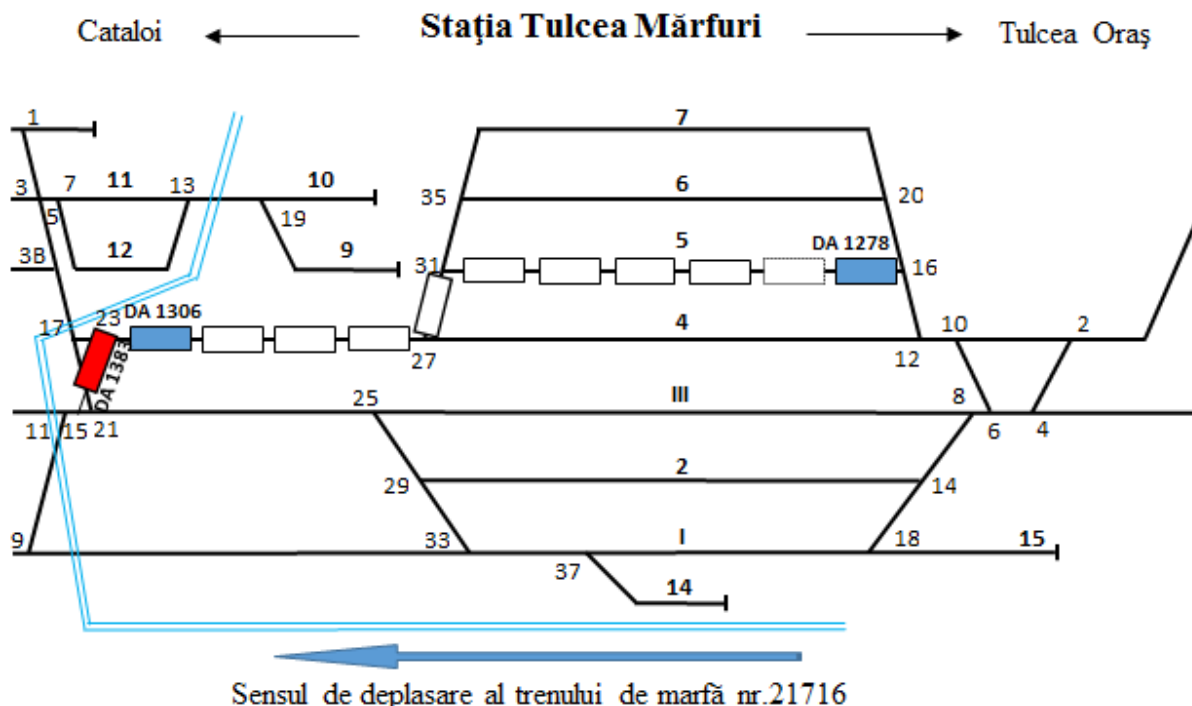 Cataloi Staţia Tulcea Mărfuri Tulcea Oraş
1 7
3 7 11 13 10 35 6 20
5 19
3B 12 9 31 5 DA 1278 16
17 23 DA 1306 4 10 2
27 12
DA 1383
25 III 8
11 15 21 6 4
29 2 14
9 33 I 18 15
37 14
Sensul de deplasare al trenului de marfă nr.21716